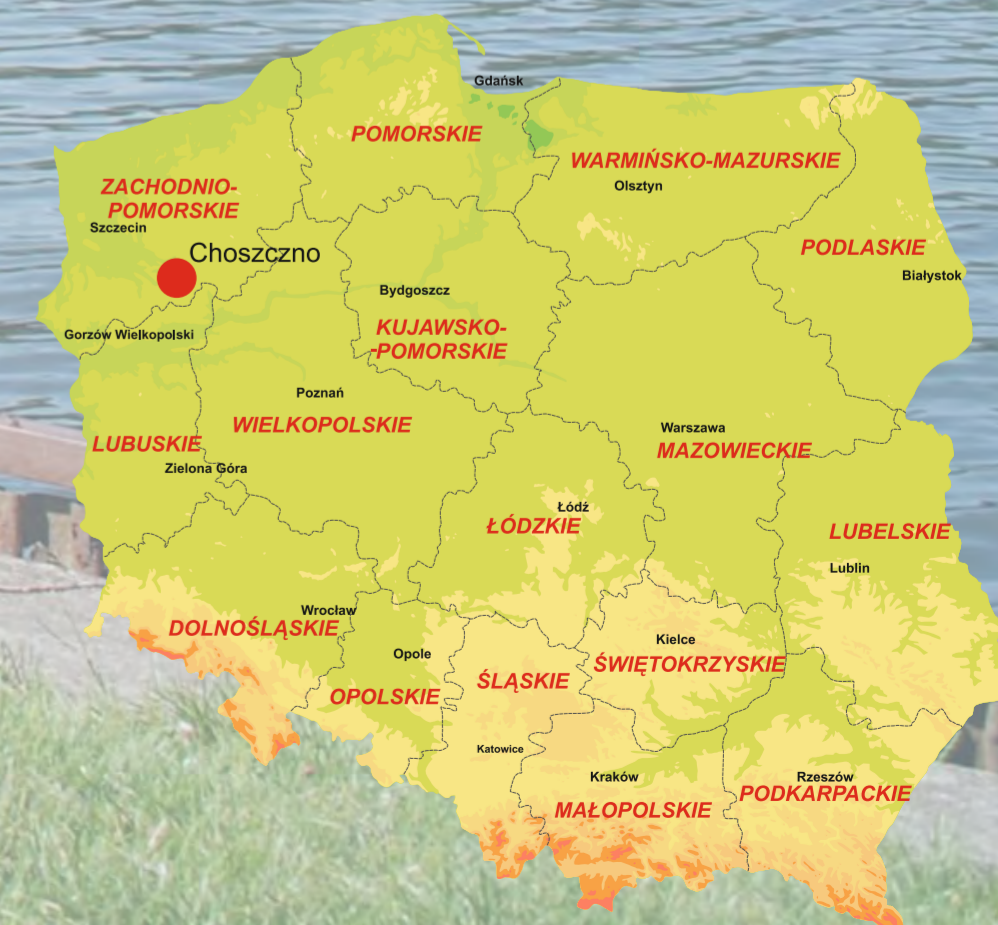 Gdańsk
POMORSKIE
WARMIŃSKO-MAZURSKIE
Olsztyn
ZACHODNIO-
POMORSKIE
Szczecin
Choszczno
PODLASKIE
Białystok
Bydgoszcz
KUJAWSKO-
-POMORSKIE
Gorzów Wielkopolski
Poznań
WIELKOPOLSKIE
Warszawa
MAZOWIECKIE
LUBUSKIE
Zielona Góra
Łódź
ŁÓDZKIE
LUBELSKIE
Lublin
Wrocław
DOLNOŚLĄSKIE
Opole
OPOLSKIE
ŚLĄSKIE
Kielce
ŚWIĘTOKRZYSKIE
Katowice
Kraków
MAŁOPOLSKIE
Rzeszów
PODKARPACKIE